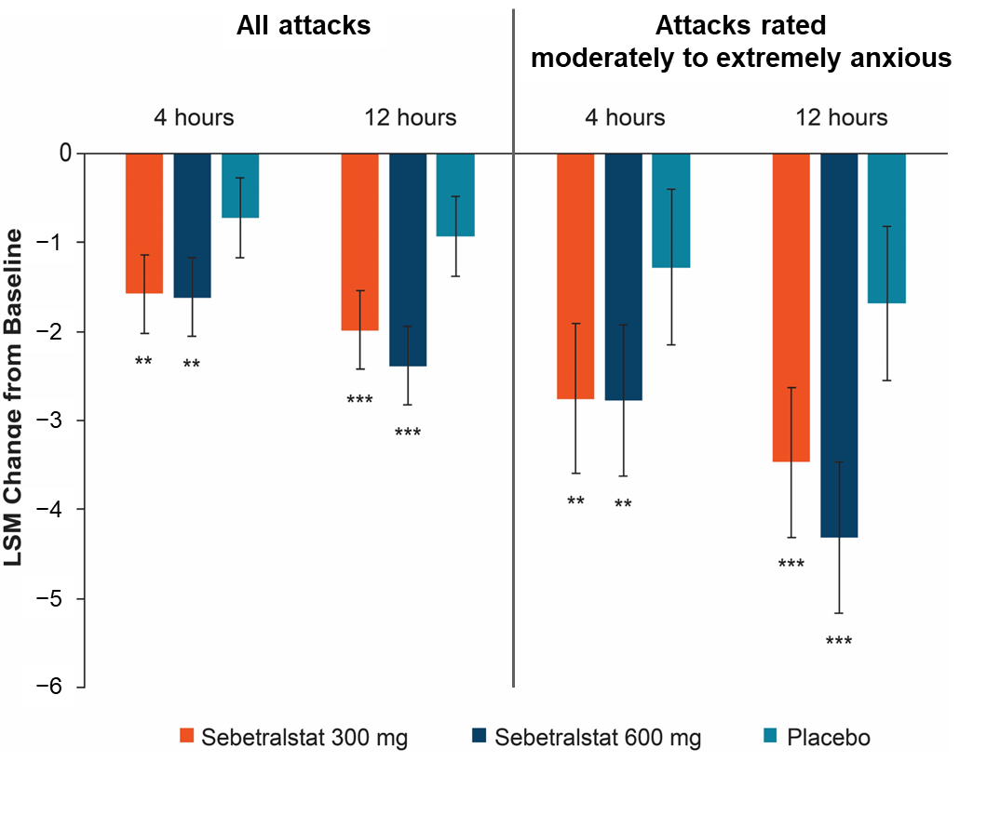 All attacks
Attacks rated
moderately to extremely anxious
4 hours
12 hours
4 hours
12 hours
LSM Change from Baseline
0
−1
−2
−3
−4
−5
−6
**
**
***
***
**
**
***
***
Sebetralstat 300 mg
Sebetralstat 600 mg
Placebo